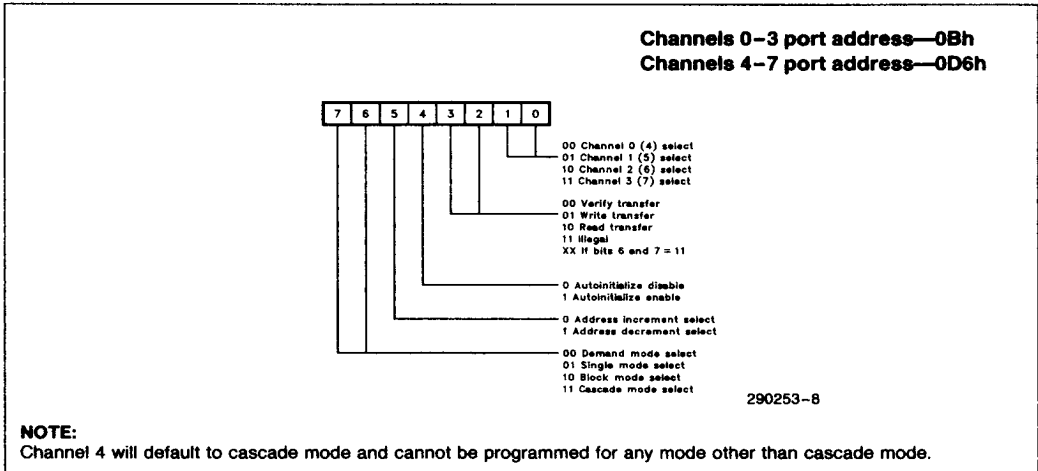 Channels 0–3 port address—0Bh
Channels 4–7 port address—0D6h
7 6 5 4 3 2 1 0
00 Channel 0 (4) select
01 Channel 1 (5) select
10 Channel 2 (6) select
11 Channel 3 (7) select
00 Verify transfer
01 Write transfer
10 Read transfer
11 Illegal
XX If bits 6 and 7 = 11
0 Autoinitialize disable
1 Autoinitialize enable
0 Address increment select
1 Address decrement select
00 Demand mode select
01 Single mode select
10 Block mode select
11 Cascade mode select
290253–8
NOTE:
Channel 4 will default to cascade mode and cannot be programmed for any mode other than cascade mode.